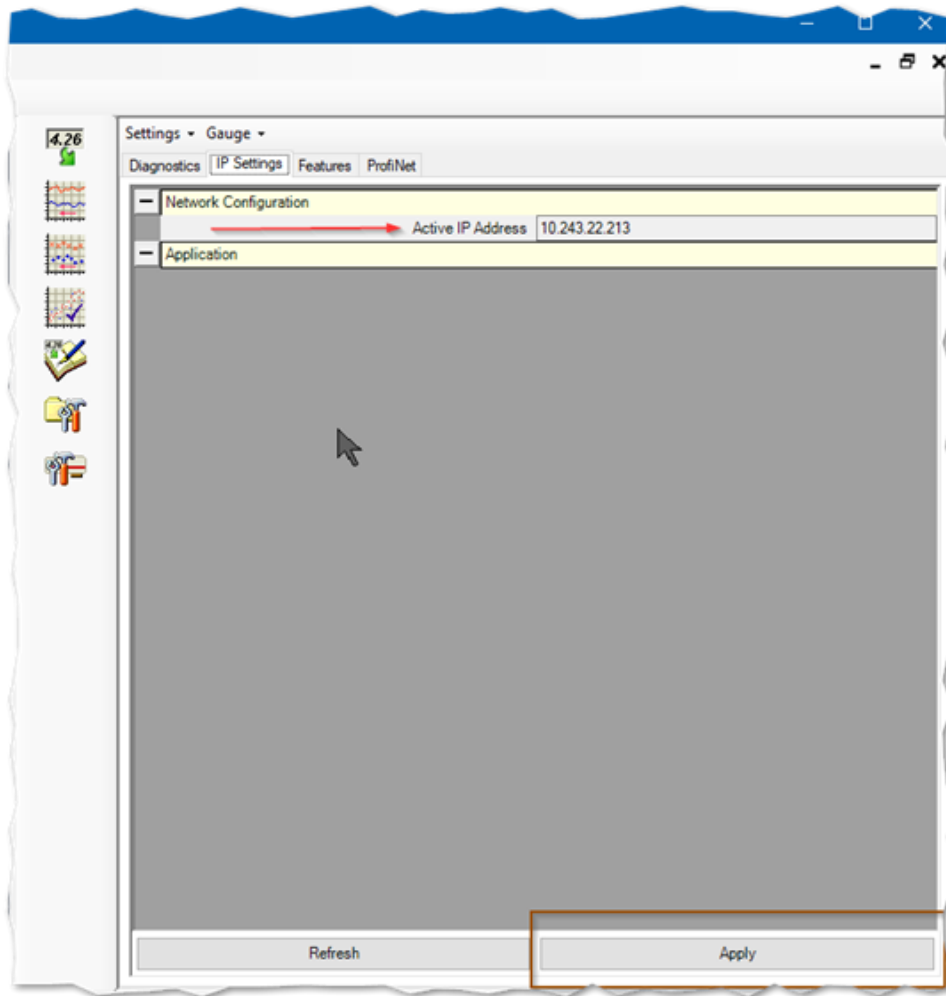 4.26
Settings Gauge
Diagnostics IP Settings Features ProfiNet
Network Configuration
Active IP Address 10.243.22.213
Application
Refresh Apply